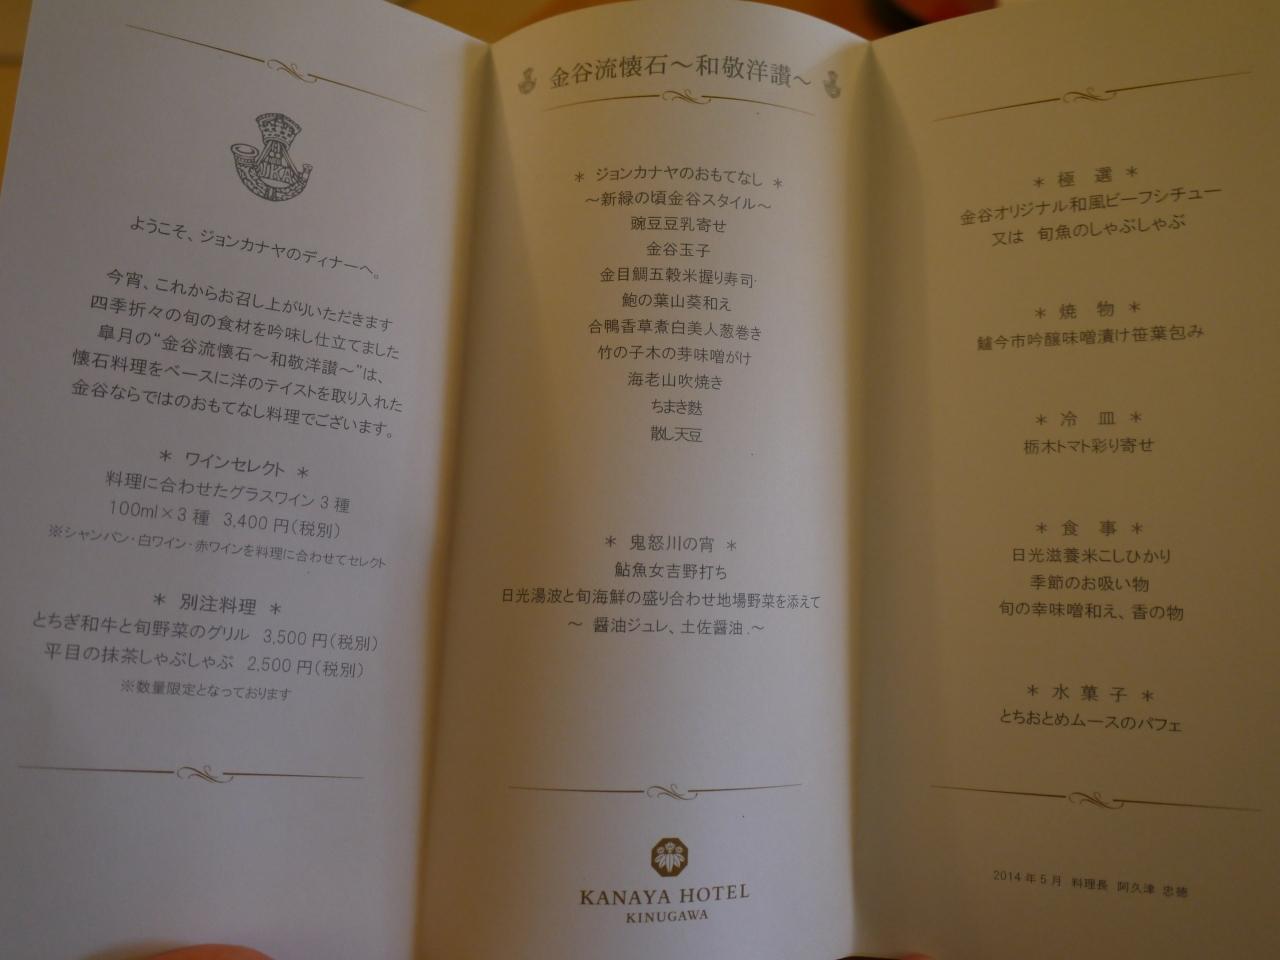 ようこそ、ジョンカナヤのディナーへ。
今宵、これからお召し上がりいただきます
四季折々の旬の食材を吟味し仕立てました
皐月の“金谷流懐石～和敬洋讃～”は、
懐石料理をベースに洋のテイストを取り入れた
金谷ならではのおもてなし料理でございます。
＊ ワインセレクト ＊
料理に合わせたグラスワイン 3 種
100ml×3 種 3,400 円(税別)
※シャンパン・白ワイン・赤ワインを料理に合わせてセレクト
＊ 別注料理 ＊
とちぎ和牛と旬野菜のグリル 3,500 円(税別)
平目の抹茶しゃぶしゃぶ 2,500 円(税別)
※数量限定となっております
金谷流懐石～和敬洋讃～
＊ ジョンカナヤのおもてなし ＊
～新緑の頃金谷スタイル～
豌豆豆乳寄せ
金谷玉子
金目鯛五穀米握り寿司
鮑の葉山葵和え
合鴨香草煮白美人葱巻き
竹の子木の芽味噌がけ
海老山吹焼き
ちまき麩
散し天豆
＊ 鬼怒川の宵 ＊
鮎魚女吉野打ち
日光湯波と旬海鮮の盛り合わせ地場野菜を添えて
～ 醤油ジュレ、土佐醤油 ～
KANAYA HOTEL
KINUGAWA
＊ 極 選 ＊
金谷オリジナル和風ビーフシチュー
又は 旬魚のしゃぶしゃぶ
＊ 焼 物 ＊
鱸今市吟醸味噌漬け笹葉包み
＊ 冷 皿 ＊
栃木トマト彩り寄せ
＊ 食 事 ＊
日光滋養米こしひかり
季節のお吸い物
旬の幸味噌和え、香の物
＊ 水 菓 子 ＊
とちおとめムースのパフェ
2014 年 5 月 料理長 阿久津 忠徳